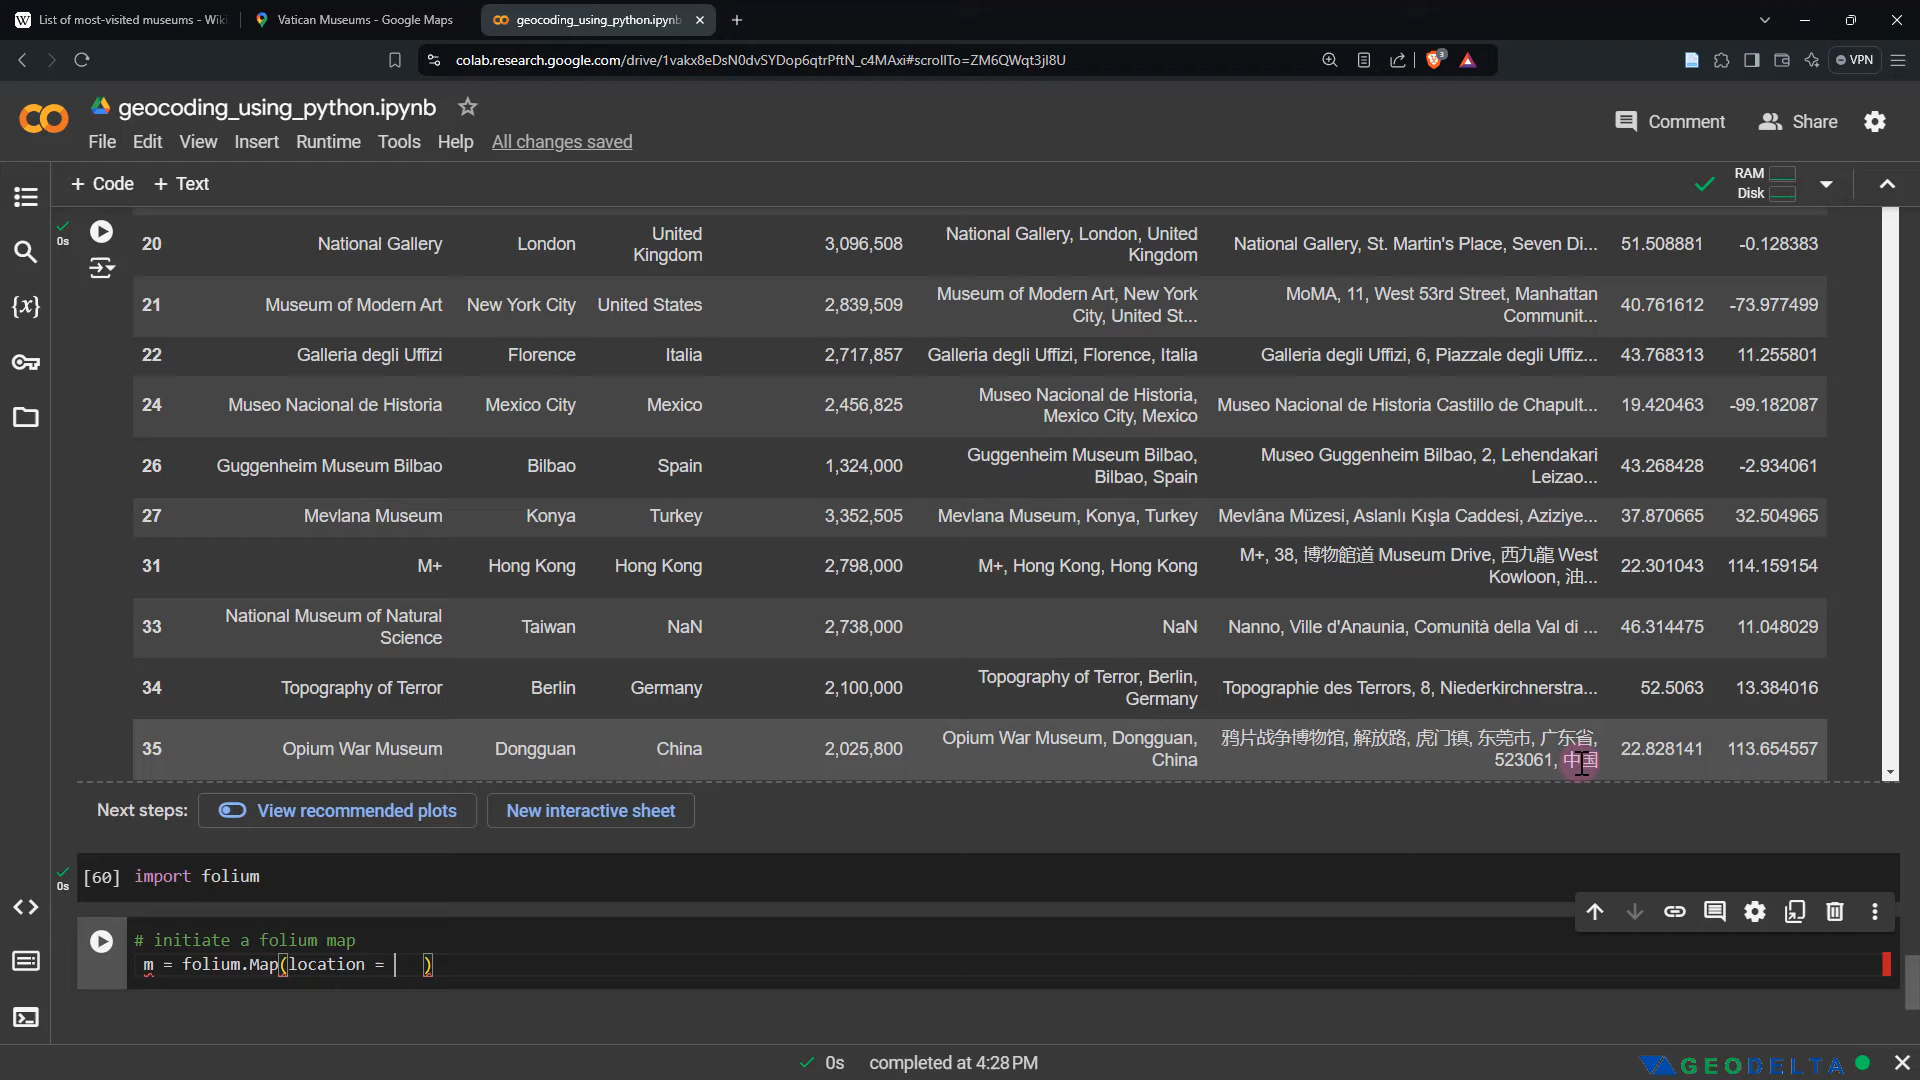 List of most-visited museums - Wiki
Vatican Museums - Google Maps
geocoding_using_python.ipynb
colab.research.google.com/drive/1vakx8eDsN0dvSYDop6qtrPftN_c4MAxi#scrollTo=ZM6QWqt3jI8U
3
VPN
geocoding_using_python.ipynb
File Edit View Insert Runtime Tools Help All changes saved
Comment
Share
+ Code + Text
RAM
Disk
0s
20 National Gallery London United Kingdom 3,096,508 National Gallery, London, United Kingdom National Gallery, St. Martin's Place, Seven Di... 51.508881 -0.128383
21 Museum of Modern Art New York City United States 2,839,509 Museum of Modern Art, New York City, United St... MoMA, 11, West 53rd Street, Manhattan Communit... 40.761612 -73.977499
22 Galleria degli Uffizi Florence Italia 2,717,857 Galleria degli Uffizi, Florence, Italia Galleria degli Uffizi, 6, Piazzale degli Uffiz... 43.768313 11.255801
24 Museo Nacional de Historia Mexico City Mexico 2,456,825 Museo Nacional de Historia, Mexico City, Mexico Museo Nacional de Historia Castillo de Chapult... 19.420463 -99.182087
26 Guggenheim Museum Bilbao Bilbao Spain 1,324,000 Guggenheim Museum Bilbao, Bilbao, Spain Museo Guggenheim Bilbao, 2, Lehendakari Leizao... 43.268428 -2.934061
27 Mevlana Museum Konya Turkey 3,352,505 Mevlana Museum, Konya, Turkey Mevlâna Müzesi, Aslanlı Kışla Caddesi, Aziziye... 37.870665 32.504965
31 M+ Hong Kong Hong Kong 2,798,000 M+, Hong Kong, Hong Kong M+, 38, 博物館道 Museum Drive, 西九龍 West Kowloon, 油... 22.301043 114.159154
33 National Museum of Natural Science Taiwan NaN 2,738,000 NaN Nanno, Ville d'Anaunia, Comunità della Val di ... 46.314475 11.048029
34 Topography of Terror Berlin Germany 2,100,000 Topography of Terror, Berlin, Germany Topographie des Terrors, 8, Niederkirchnerstra... 52.5063 13.384016
35 Opium War Museum Dongguan China 2,025,800 Opium War Museum, Dongguan, China 鸦片战争博物馆, 解放路, 虎门镇, 东莞市, 广东省, 523061, 中国 22.828141 113.654557
Next steps: View recommended plots New interactive sheet
0s
[60] import folium
# initiate a folium map
m = folium.Map(location = )
0s completed at 4:28 PM
GEODELTA